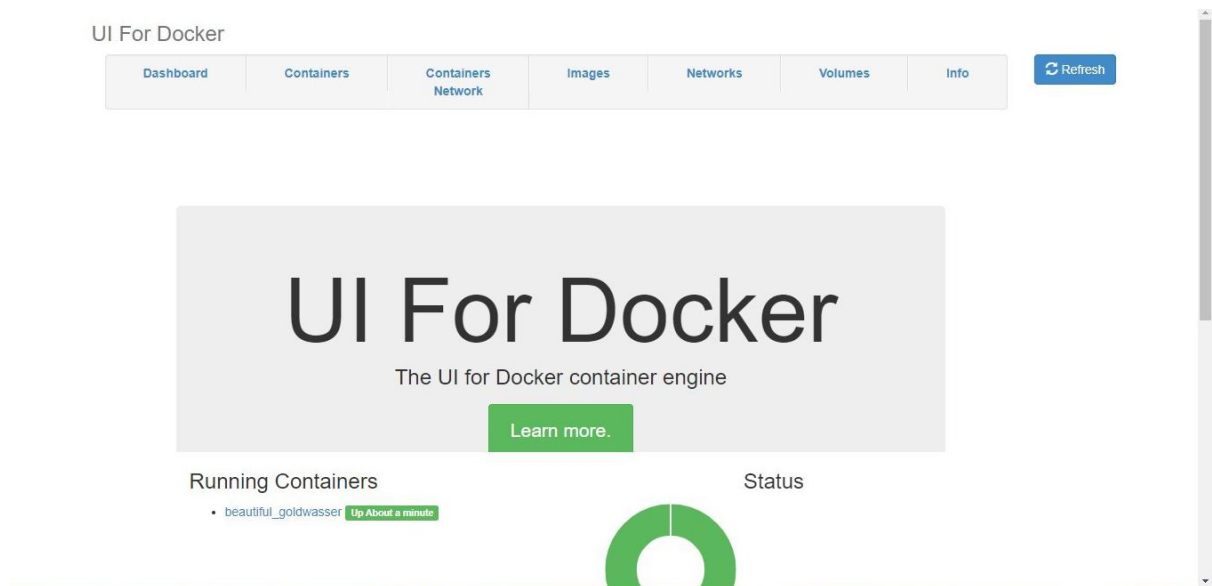 UI For Docker
Dashboard
Containers
Containers
Network
Images
Networks
Volumes
Info
Refresh
UI For Docker
The UI for Docker container engine
Learn more.
Running Containers
beautiful_goldwasser Up About a minute
Status